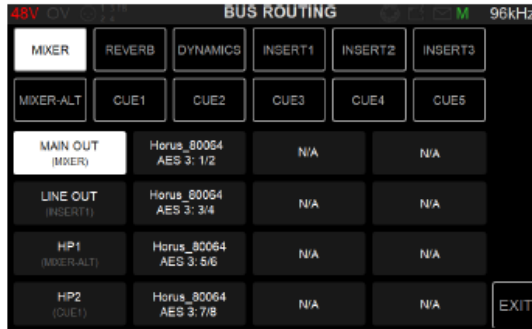 48V OV BUS ROUTING M 96kHz
MIXER REVERB DYNAMICS INSERT1 INSERT2 INSERT3
MIXER-ALT CUE1 CUE2 CUE3 CUE4 CUE5
MAIN OUT Horus_80064 N/A N/A
(MIXER) AES 3: 1/2
LINE OUT Horus_80064 N/A N/A
(INSERT1) AES 3: 3/4
HP1 Horus_80064 N/A N/A
(MIXER-ALT) AES 3: 5/6
HP2 Horus_80064 N/A N/A EXIT
(CUE1) AES 3: 7/8